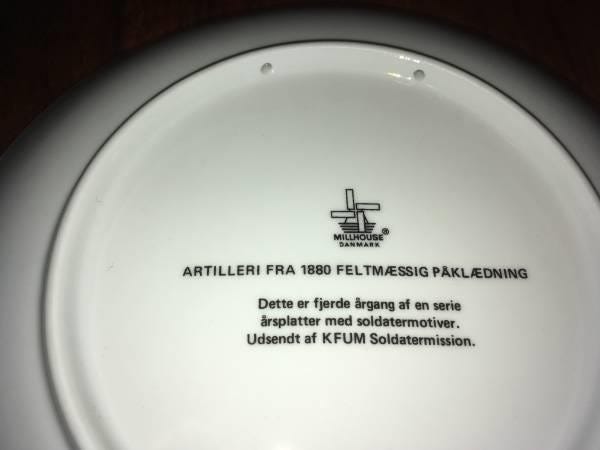 MILLHOUSE ®
DANMARK
ARTILLERI FRA 1880 FELTMÆSSIG PÅKLÆDNING
Dette er fjerde årgang af en serie
årsplatter med soldatermotiver.
Udsendt af KFUM Soldatermission.